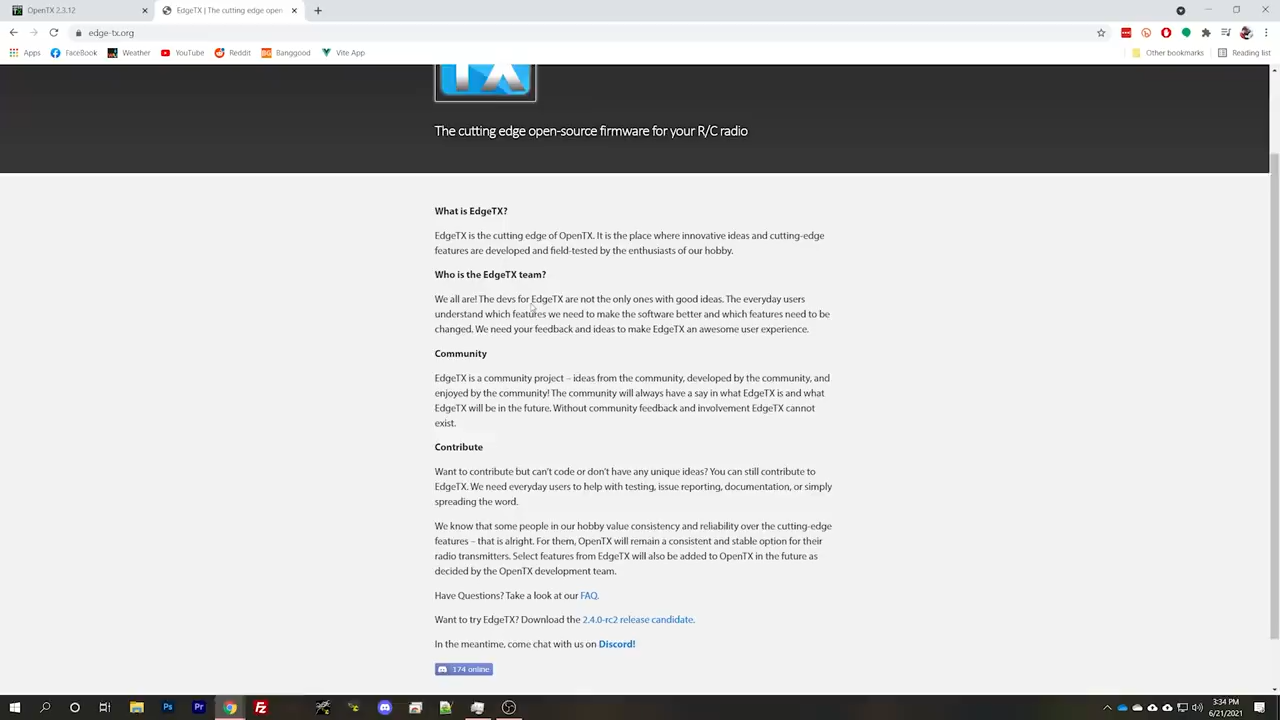 OpenTX 2.3.12
EdgeTX | The cutting edge open
edge-tx.org
Apps FaceBook Weather YouTube Reddit Banggood Vite App Other bookmarks Reading list
TX
The cutting edge open-source firmware for your R/C radio
What is EdgeTX?
EdgeTX is the cutting edge of OpenTX. It is the place where innovative ideas and cutting-edge
features are developed and field-tested by the enthusiasts of our hobby.
Who is the EdgeTX team?
We all are! The devs for EdgeTX are not the only ones with good ideas. The everyday users
understand which features we need to make the software better and which features need to be
changed. We need your feedback and ideas to make EdgeTX an awesome user experience.
Community
EdgeTX is a community project – ideas from the community, developed by the community, and
enjoyed by the community! The community will always have a say in what EdgeTX is and what
EdgeTX will be in the future. Without community feedback and involvement EdgeTX cannot
exist.
Contribute
Want to contribute but can't code or don't have any unique ideas? You can still contribute to
EdgeTX. We need everyday users to help with testing, issue reporting, documentation, or simply
spreading the word.
We know that some people in our hobby value consistency and reliability over the cutting-edge
features – that is alright. For them, OpenTX will remain a consistent and stable option for their
radio transmitters. Select features from EdgeTX will also be added to OpenTX in the future as
decided by the OpenTX development team.
Have Questions? Take a look at our FAQ.
Want to try EdgeTX? Download the 2.4.0-rc2 release candidate.
In the meantime, come chat with us on Discord!
174 online
Ps Pr Fz
3:34 PM
6/21/2021